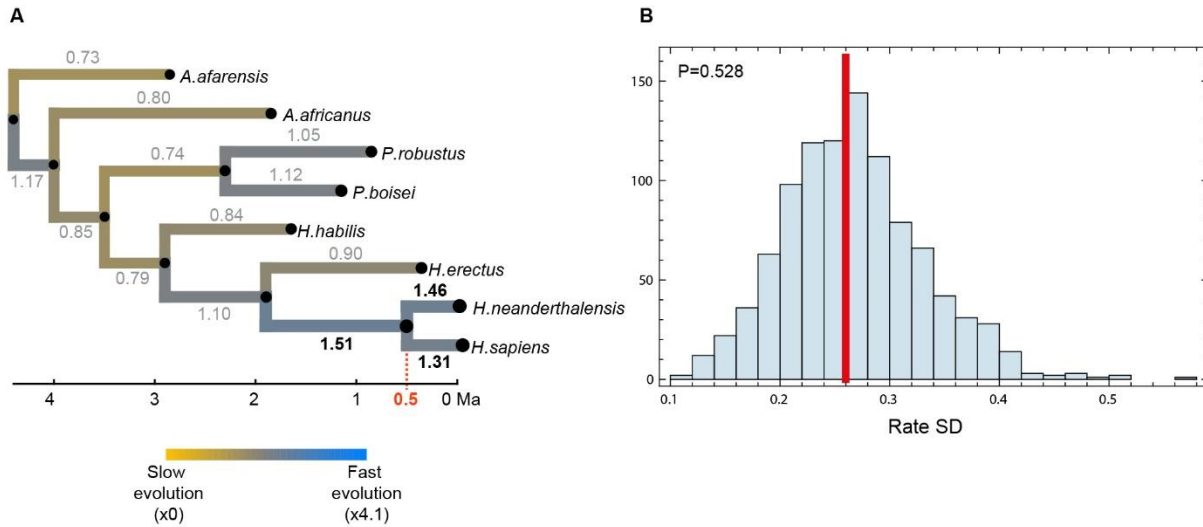 A
0.73
A.afarensis
0.80
A.africanus
1.05
0.74
P.robustus
1.12
1.17
P.boisei
0.84
0.85
H.habilis
0.90
0.79
H.erectus
1.46
1.10
H.neanderthalensis
1.51
H.sapiens
1.31
4 3 2 1 0.5 0 Ma
Slow Fast
evolution evolution
(x0) (x4.1)
B
P=0.528
150
100
50
0
0.1 0.2 0.3 0.4 0.5
Rate SD